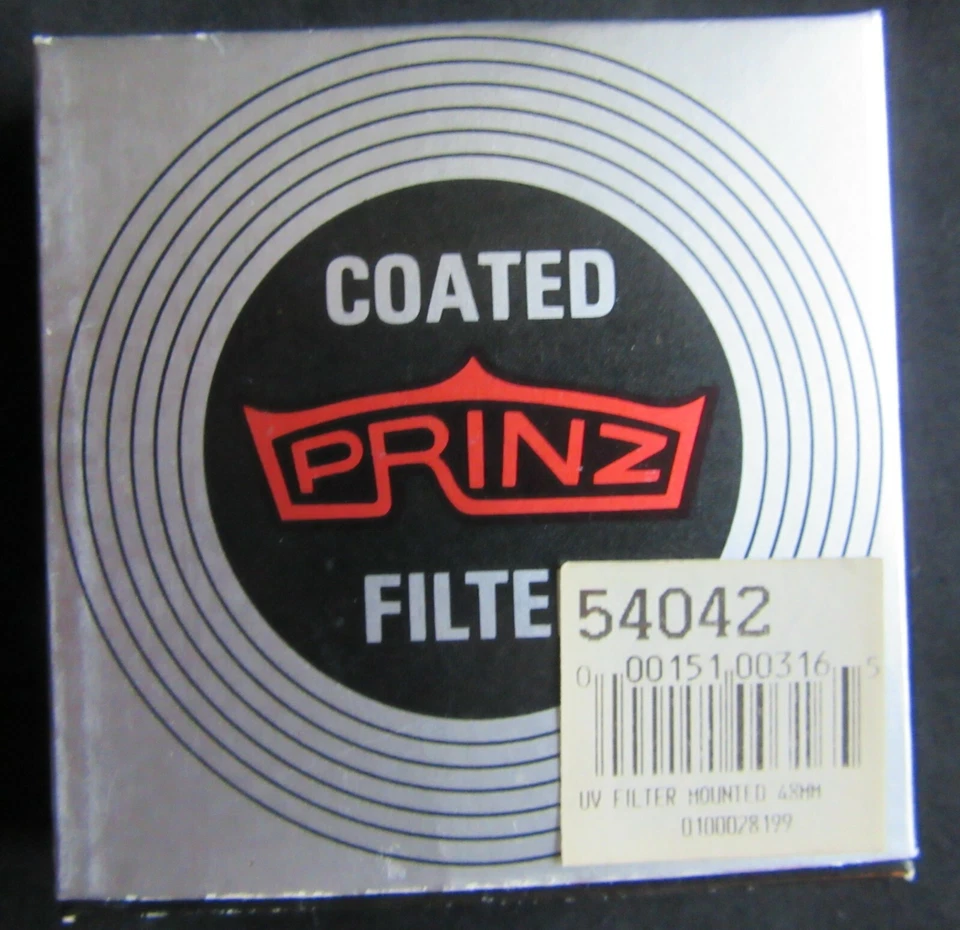 COATED
PRINZ
FILTE
54042
0 00151 00316 5
UV FILTER MOUNTED 48MM
0100028199